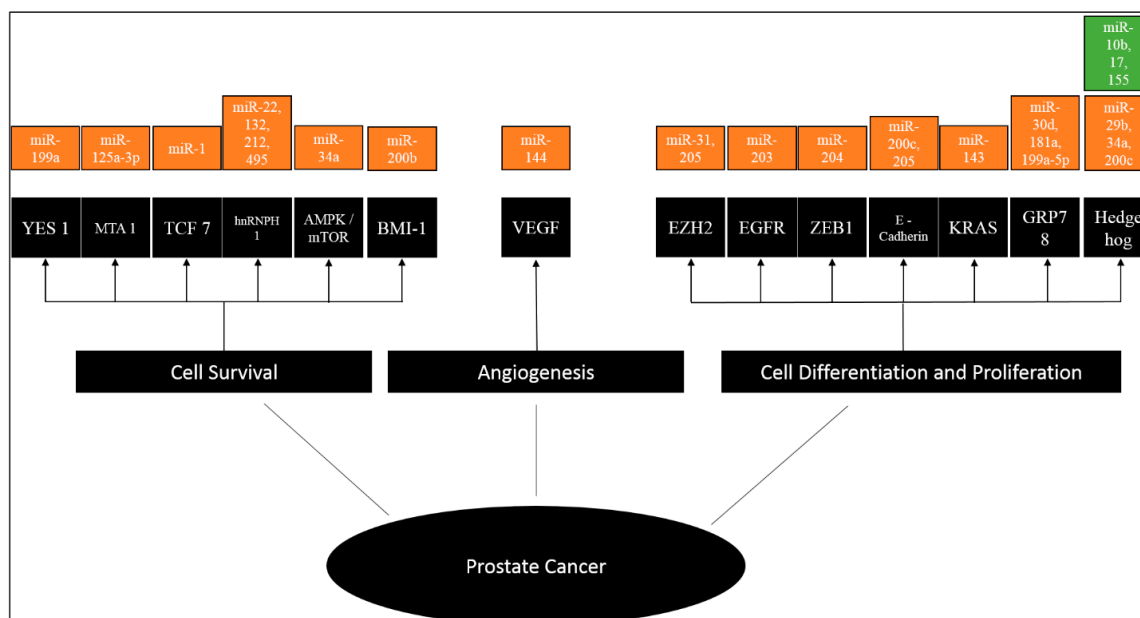 miR-
10b,
17,
155
miR-
199a
miR-
125a-3p
miR-1
miR-22,
132,
212,
495
miR-
34a
miR-
200b
miR-
144
miR-31,
205
miR-
203
miR-
204
miR-
200c,
205
miR-
143
miR-
30d,
181a,
199a-5p
miR-
29b,
34a,
200c
YES 1
MTA 1
TCF 7
hnRNPH
1
AMPK /
mTOR
BMI-1
VEGF
EZH2
EGFR
ZEB1
E -
Cadherin
KRAS
GRP7
8
Hedge
hog
Cell Survival
Angiogenesis
Cell Differentiation and Proliferation
Prostate Cancer